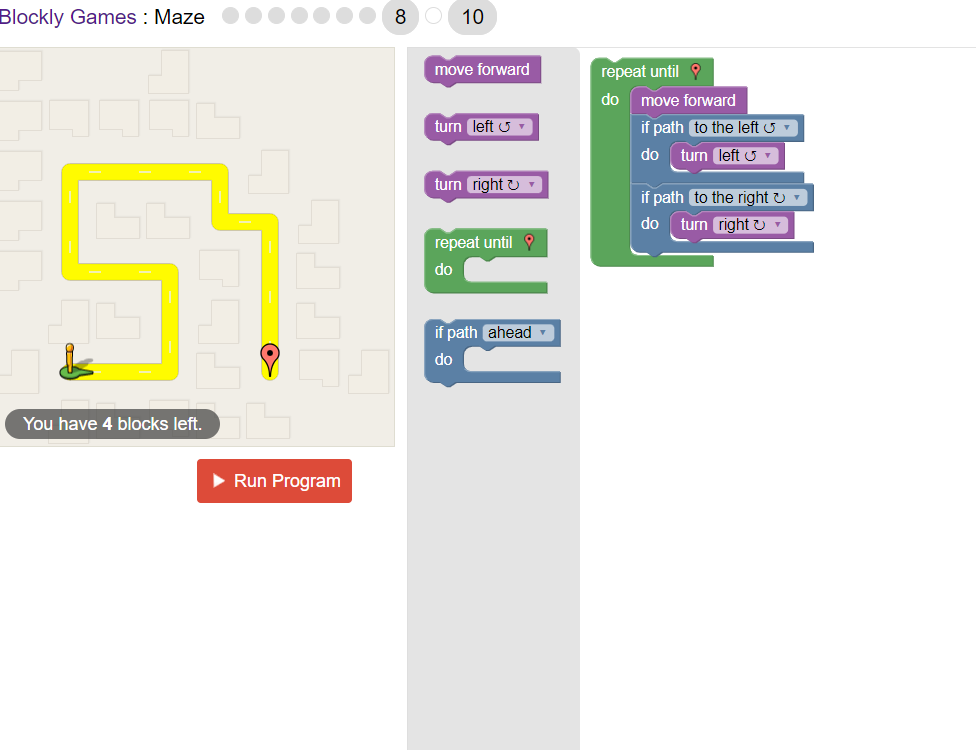 Blockly Games : Maze 8 10
You have 4 blocks left.
Run Program
move forward
turn left ↺ ▾
turn right ↻ ▾
repeat until
do
if path ahead ▾
do
repeat until
do move forward
if path to the left ↺ ▾
do turn left ↺ ▾
if path to the right ↻ ▾
do turn right ↻ ▾